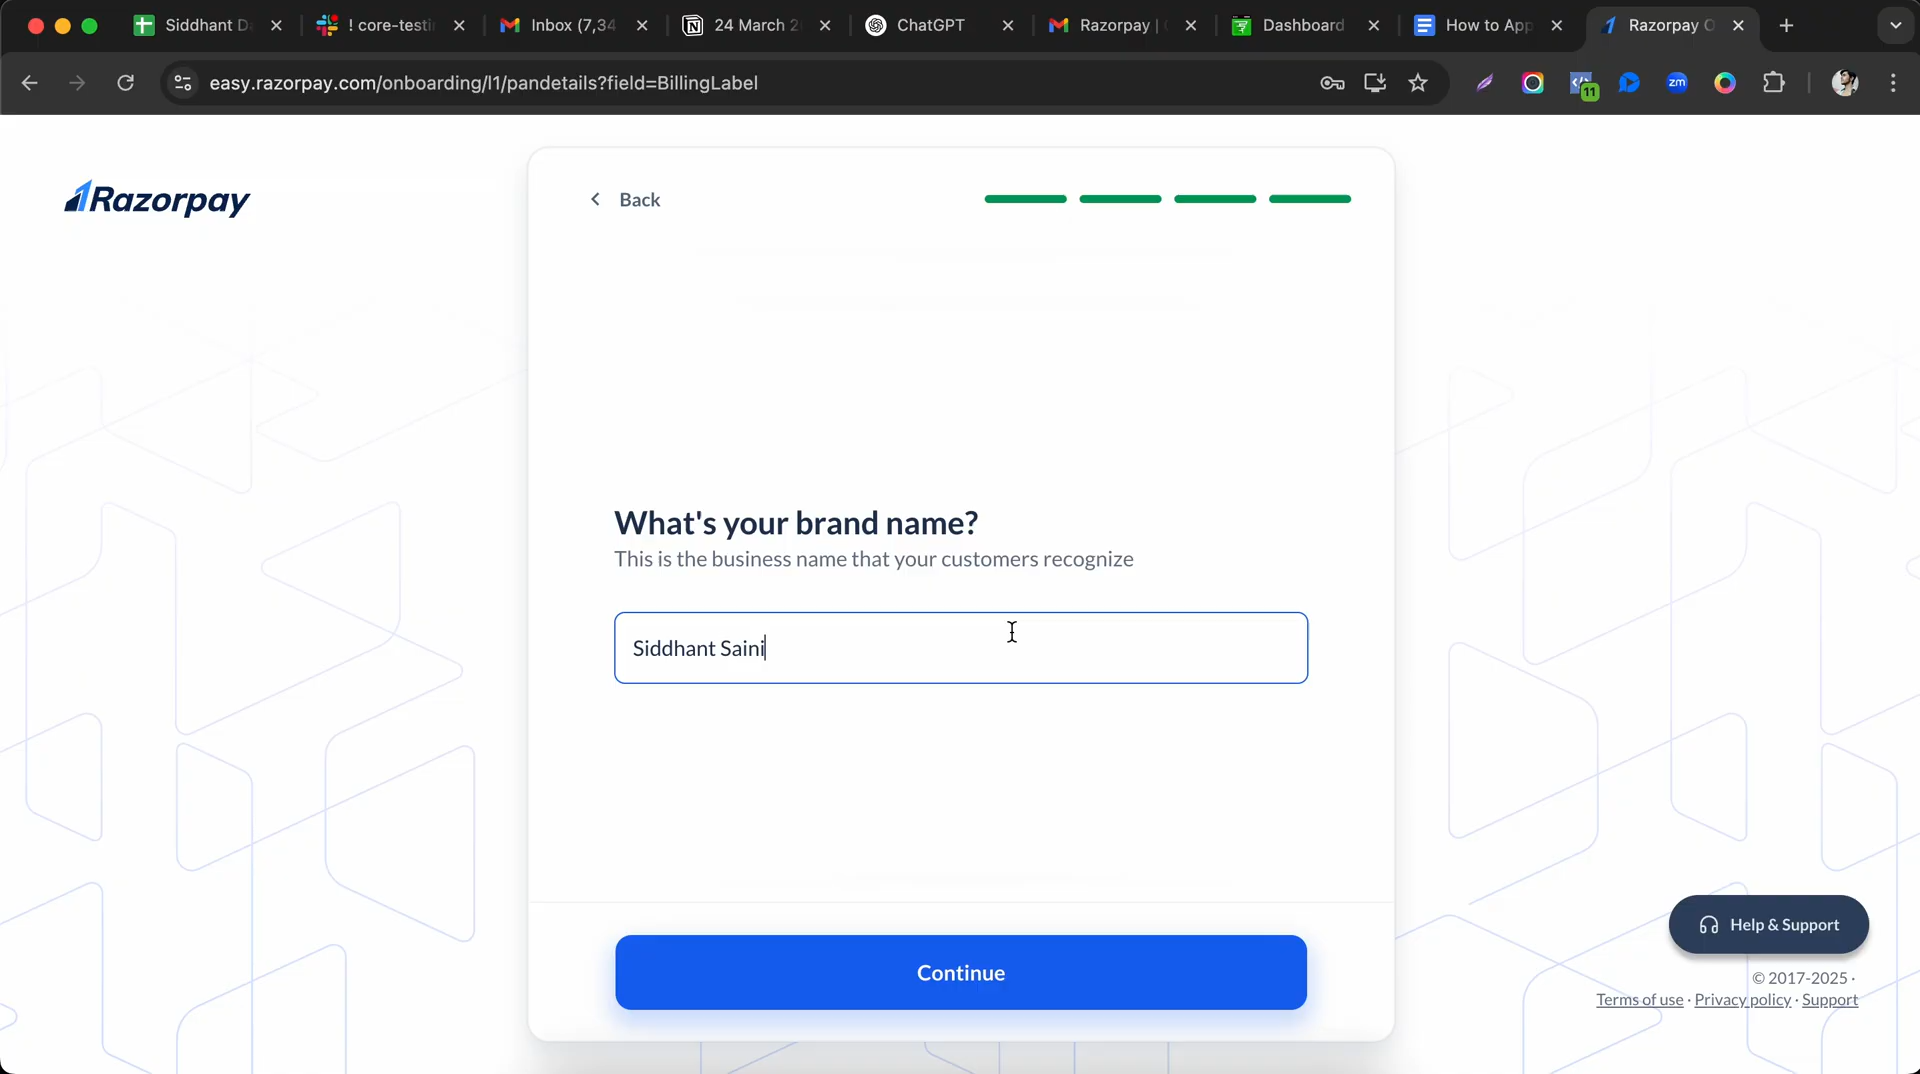 Siddhant D
! core-testi
Inbox (7,34
24 March 2
ChatGPT
Razorpay | (
Dashboard
How to App
Razorpay O
easy.razorpay.com/onboarding/l1/pandetails?field=BillingLabel
11
zm
Razorpay
Back
What's your brand name?
This is the business name that your customers recognize
Siddhant Saini
Continue
Help & Support
© 2017-2025 ·
Terms of use · Privacy policy · Support